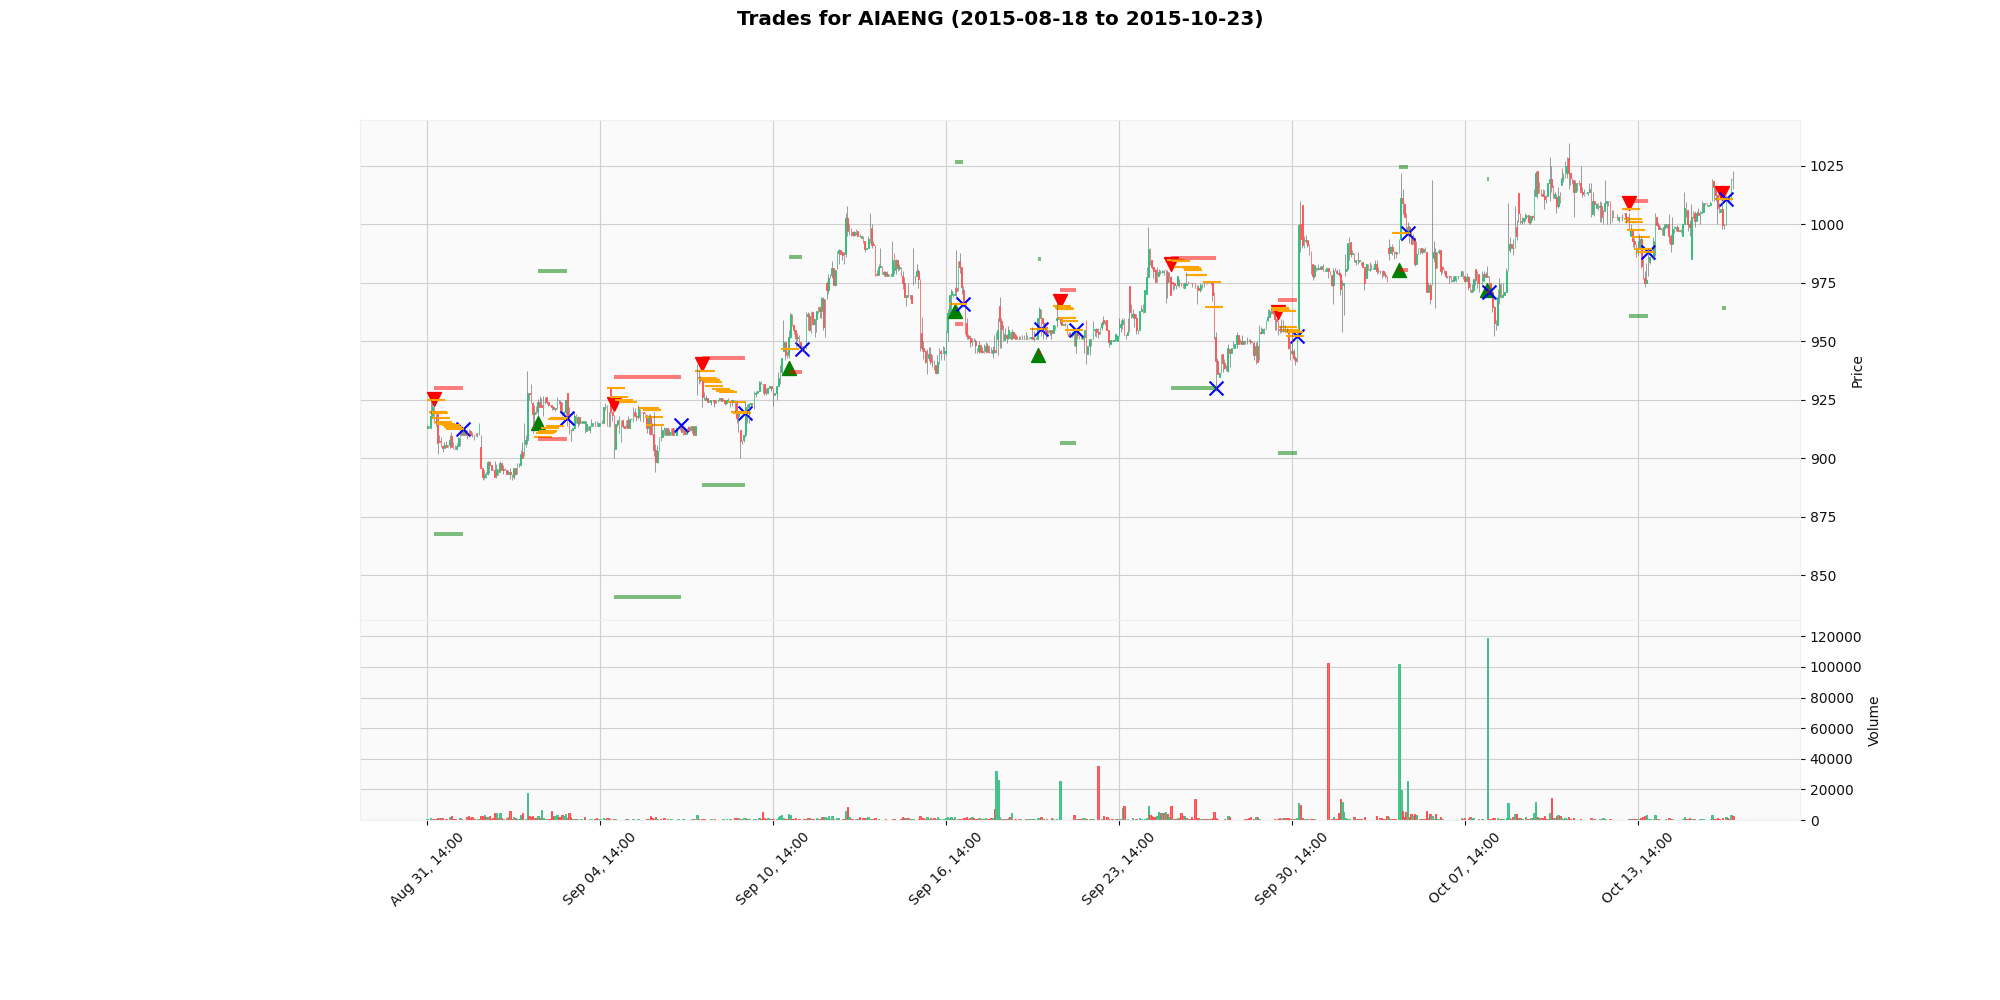 Trades for AIAENG (2015-08-18 to 2015-10-23)
1025
1000
975
950
925
900
875
850
Price
120000
100000
80000
60000
40000
20000
0
Volume
Aug 31, 14:00
Sep 04, 14:00
Sep 10, 14:00
Sep 16, 14:00
Sep 23, 14:00
Sep 30, 14:00
Oct 07, 14:00
Oct 13, 14:00